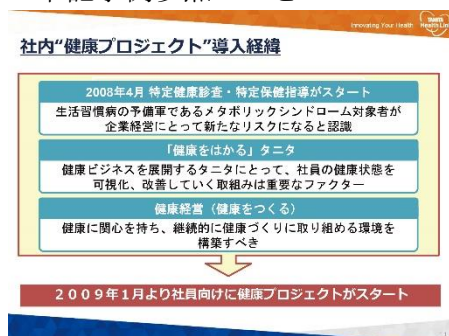 Innovating Your Health
TANITA
Health Link
社内“健康プロジェクト”導入経緯
2008年4月 特定健康診査・特定保健指導がスタート
生活習慣病の予備軍であるメタボリックシンドローム対象者が
企業経営にとって新たなリスクになると認識
「健康をはかる」タニタ
健康ビジネスを展開するタニタにとって、社員の健康状態を
可視化、改善していく取組みは重要なファクター
健康経営（健康をつくる）
健康に関心を持ち、継続的に健康づくりに取り組める環境を
構築すべき
２００９年１月より社員向けに健康プロジェクトがスタート